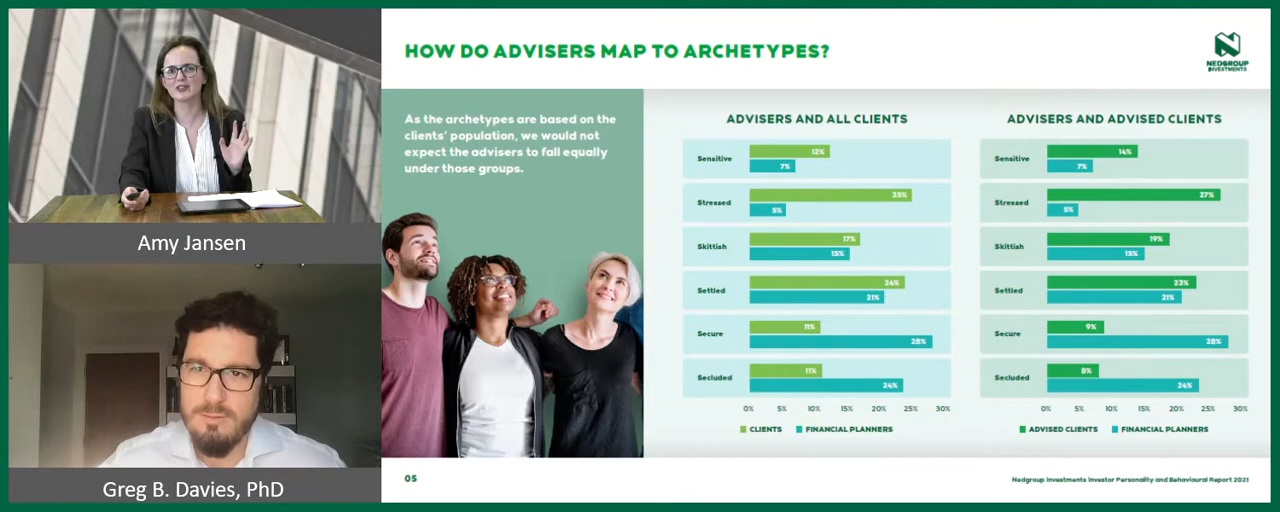 HOW DO ADVISERS MAP TO ARCHETYPES?
NEDGROUP
INVESTMENTS
As the archetypes are based on the
clients' population, we would not
expect the advisers to fall equally
under those groups.
ADVISERS AND ALL CLIENTS
Sensitive
12%
7%
Stressed
25%
5%
Skittish
17%
15%
Settled
24%
21%
Secure
11%
28%
Secluded
11%
24%
0% 5% 10% 15% 20% 25% 30%
CLIENTS FINANCIAL PLANNERS
ADVISERS AND ADVISED CLIENTS
Sensitive
14%
7%
Stressed
27%
5%
Skittish
19%
15%
Settled
23%
21%
Secure
9%
28%
Secluded
8%
24%
0% 5% 10% 15% 20% 25% 30%
ADVISED CLIENTS FINANCIAL PLANNERS
05
Nedgroup Investments Investor Personality and Behavioural Report 2021
Amy Jansen
Greg B. Davies, PhD